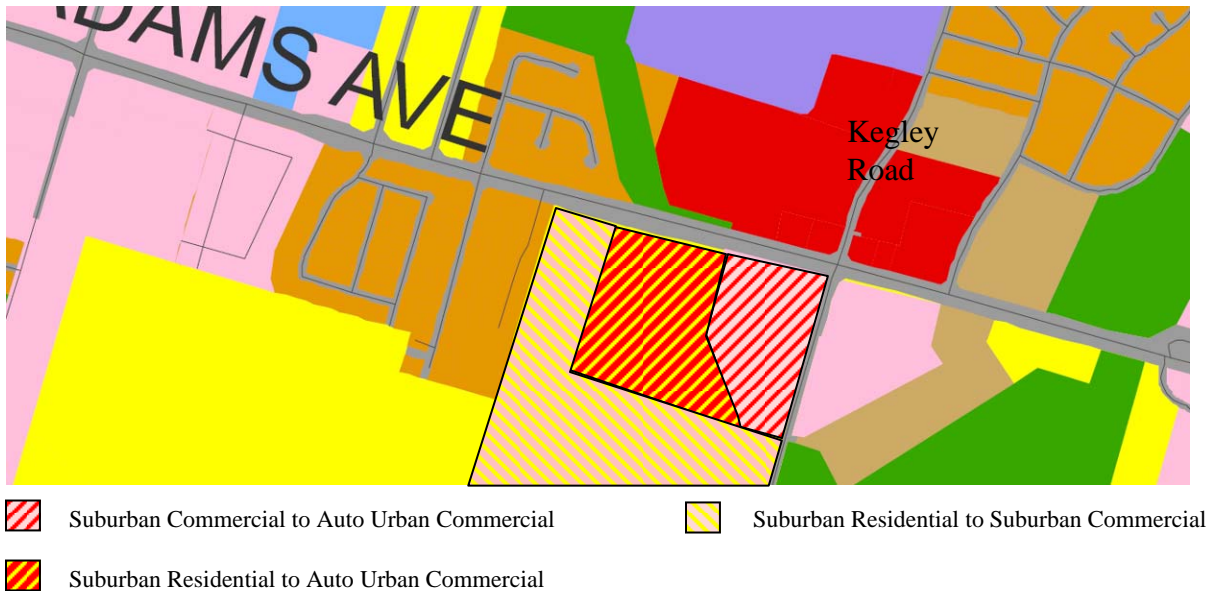 ADAMS AVE
Kegley
Road
Suburban Commercial to Auto Urban Commercial
Suburban Residential to Suburban Commercial
Suburban Residential to Auto Urban Commercial